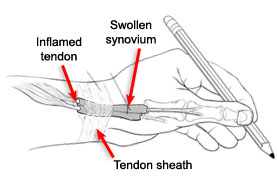 Swollen
synovium
Inflamed
tendon
Tendon sheath